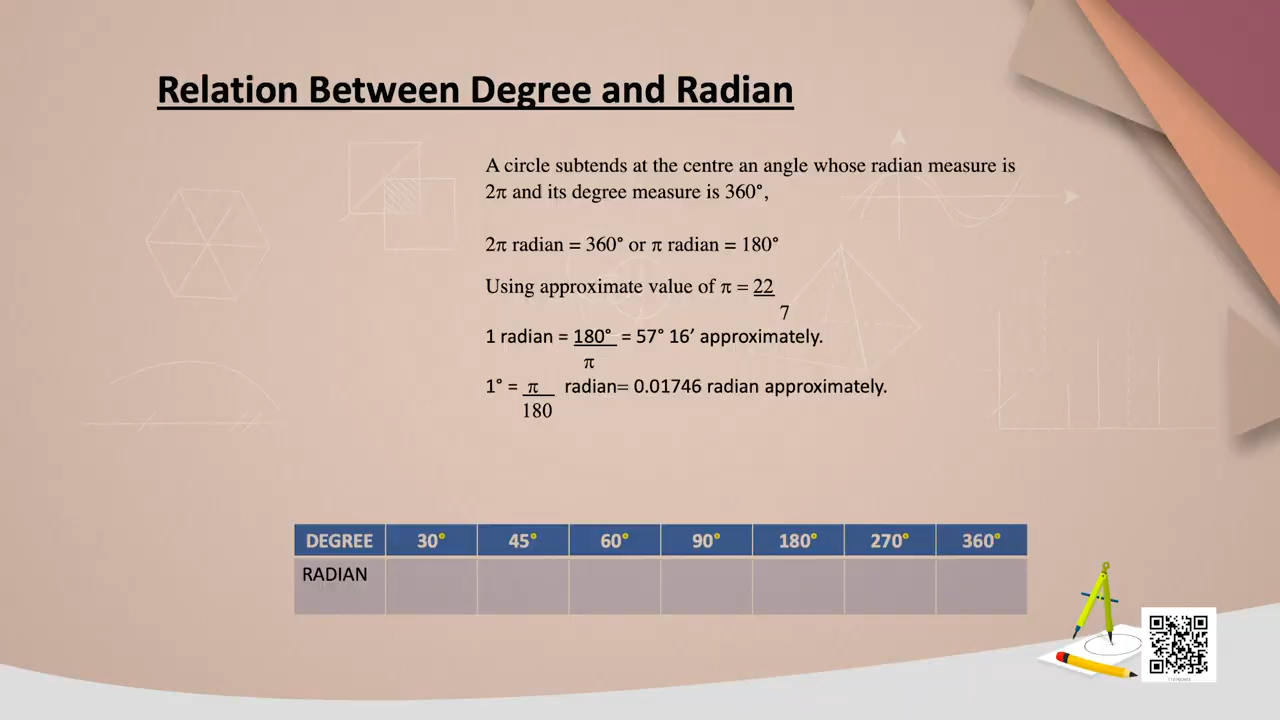 Relation Between Degree and Radian
A circle subtends at the centre an angle whose radian measure is
2π and its degree measure is 360°,
2π radian = 360° or π radian = 180°
Using approximate value of π = 22
7
1 radian = 180° = 57° 16′ approximately.
π
1° = π radian= 0.01746 radian approximately.
180
DEGREE 30° 45° 60° 90° 180° 270° 360°
RADIAN